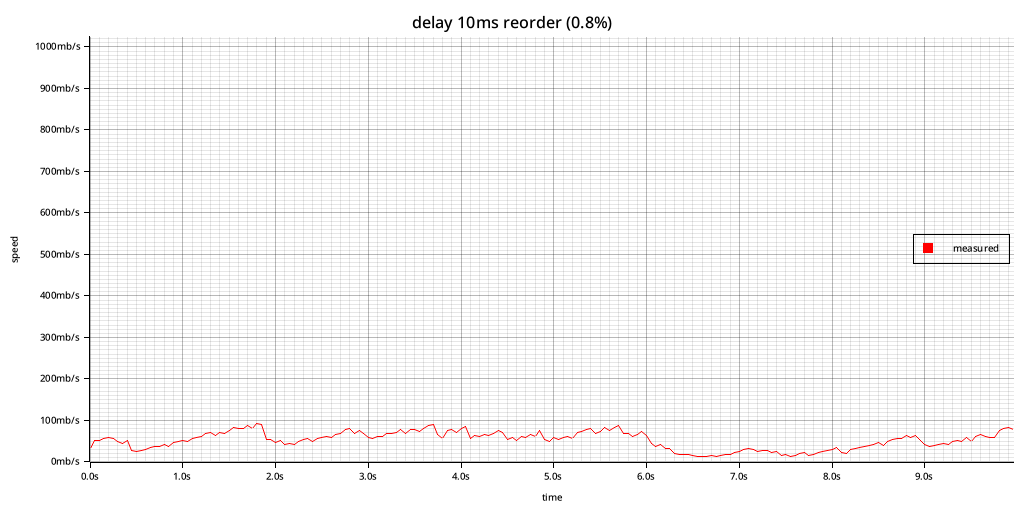 delay 10ms reorder (0.8%)
1000mb/s
900mb/s
800mb/s
700mb/s
600mb/s
500mb/s
400mb/s
300mb/s
200mb/s
100mb/s
0mb/s
speed
measured
0.0s 1.0s 2.0s 3.0s 4.0s 5.0s 6.0s 7.0s 8.0s 9.0s
time